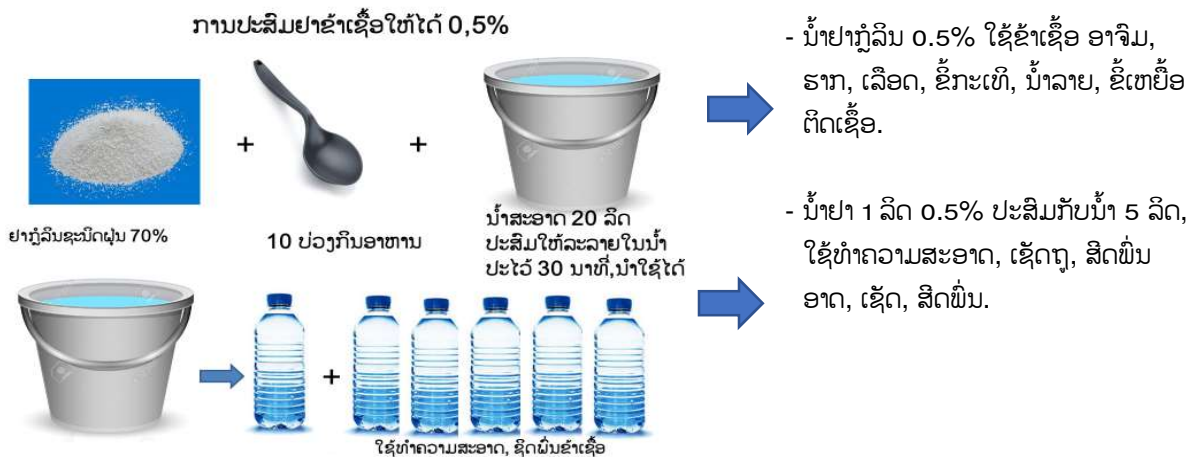 ການປະສົມຢາຂ້າເຊື້ອໃຫ້ໄດ້ 0,5%
+
+
ຢາກໍ່ລິນຊະນິດຝຸ່ນ 70%
10 ບ່ວງກິນອາຫານ
ນ້ຳສະອາດ 20 ລິດ
ປະສົມໃຫ້ລະລາຍໃນນ້ຳ
ປະໄວ້ 30 ນາທີ່,ນຳໃຊ້ໄດ້
+
ໃຊ້ທຳຄວາມສະອາດ, ຊິດພົ່ນຂ້າເຊື້ອ
- ນ້ຳຢາກໍ່ລິນ 0.5% ໃຊ້ຂ້າເຊຶ້ອ ອາຈົມ,
ຮາກ, ເລືອດ, ຂີ້ກະເທິ, ນ້ຳລາຍ, ຂີ້ເຫຍື້ອ
ຕິດເຊຶ້ອ.
- ນ້ຳຢາ 1 ລິດ 0.5% ປະສົມກັບນ້ຳ 5 ລິດ,
ໃຊ້ທຳຄວາມສະອາດ, ເຊັດຖູ, ສີດພົ່ນ
ອາດ, ເຊັດ, ສີດພົ່ນ.